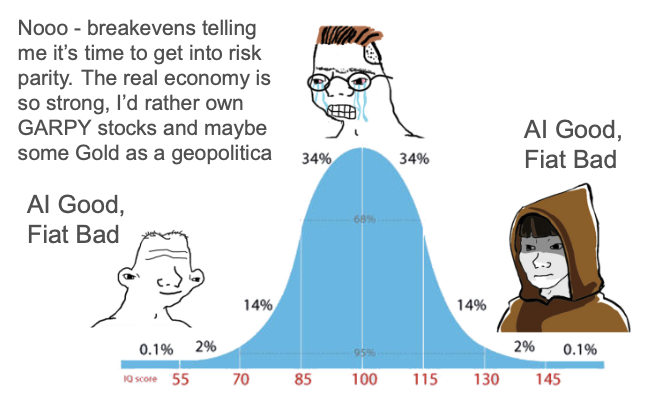 Nooo - breakevens telling
me it’s time to get into risk
parity. The real economy is
so strong, I’d rather own
GARPY stocks and maybe
some Gold as a geopolitica
AI Good,
Fiat Bad
AI Good,
Fiat Bad
34%
34%
68%
14%
14%
95%
0.1%
2%
2%
0.1%
IQ score
55
70
85
100
115
130
145